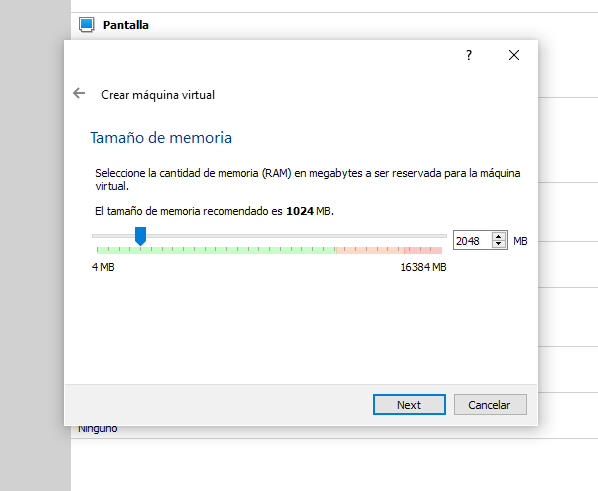 Pantalla
?
Crear máquina virtual
Tamaño de memoria
Seleccione la cantidad de memoria (RAM) en megabytes a ser reservada para la máquina
virtual.
El tamaño de memoria recomendado es 1024 MB.
2048 MB
4 MB 16384 MB
Next Cancelar
Ninguno